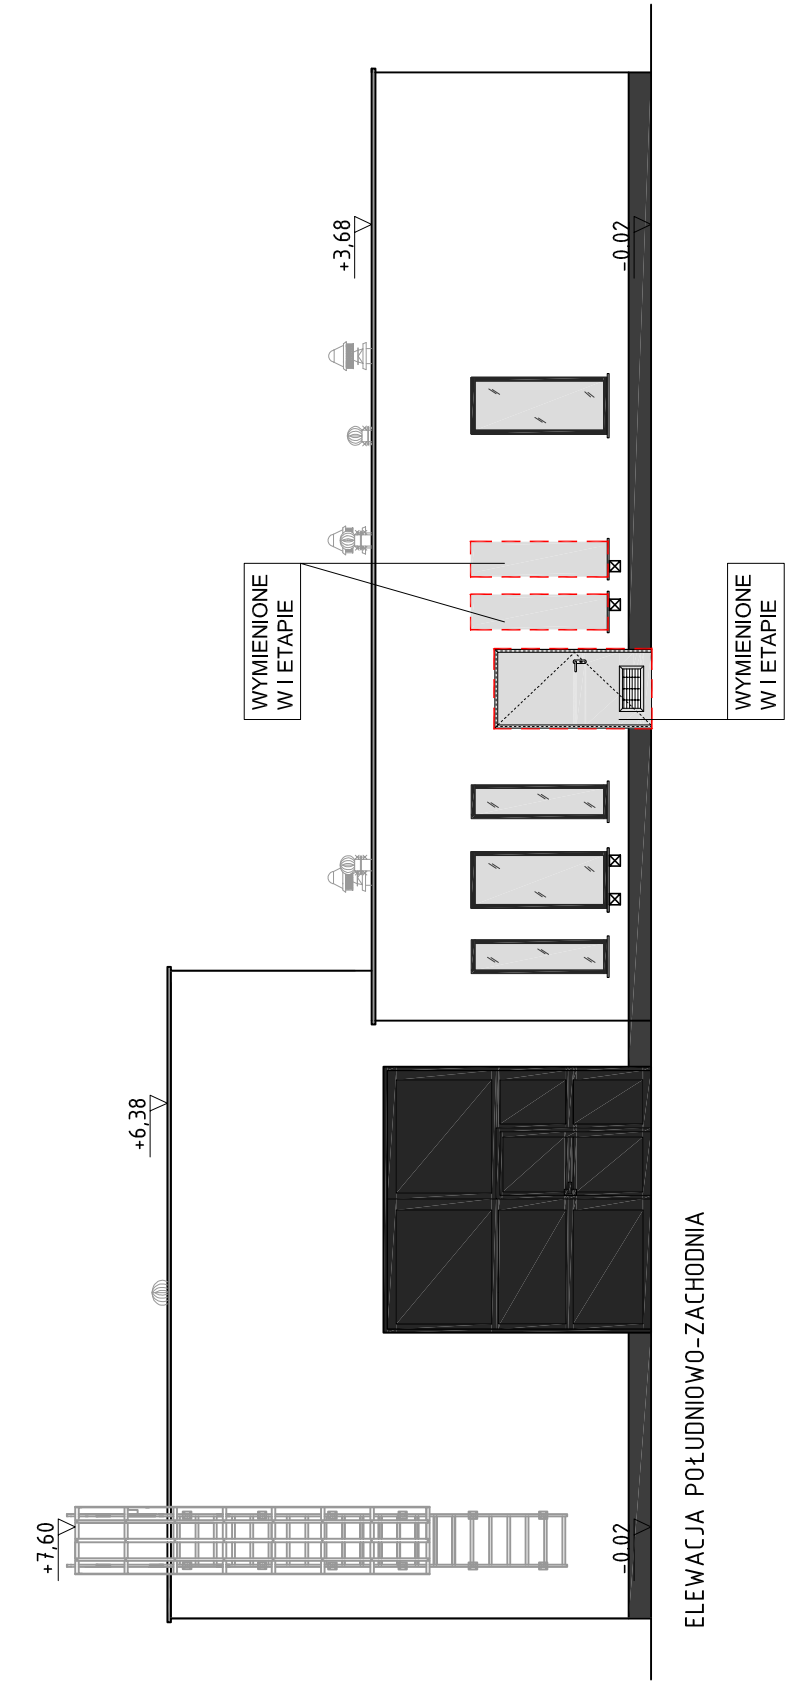 +7,60
+6,38
+3,68
WYMIENIONE
W I ETAPIE
-0,02
-0,02
WYMIENIONE
W I ETAPIE
ELEWACJA POŁUDNIOWO-ZACHODNIA